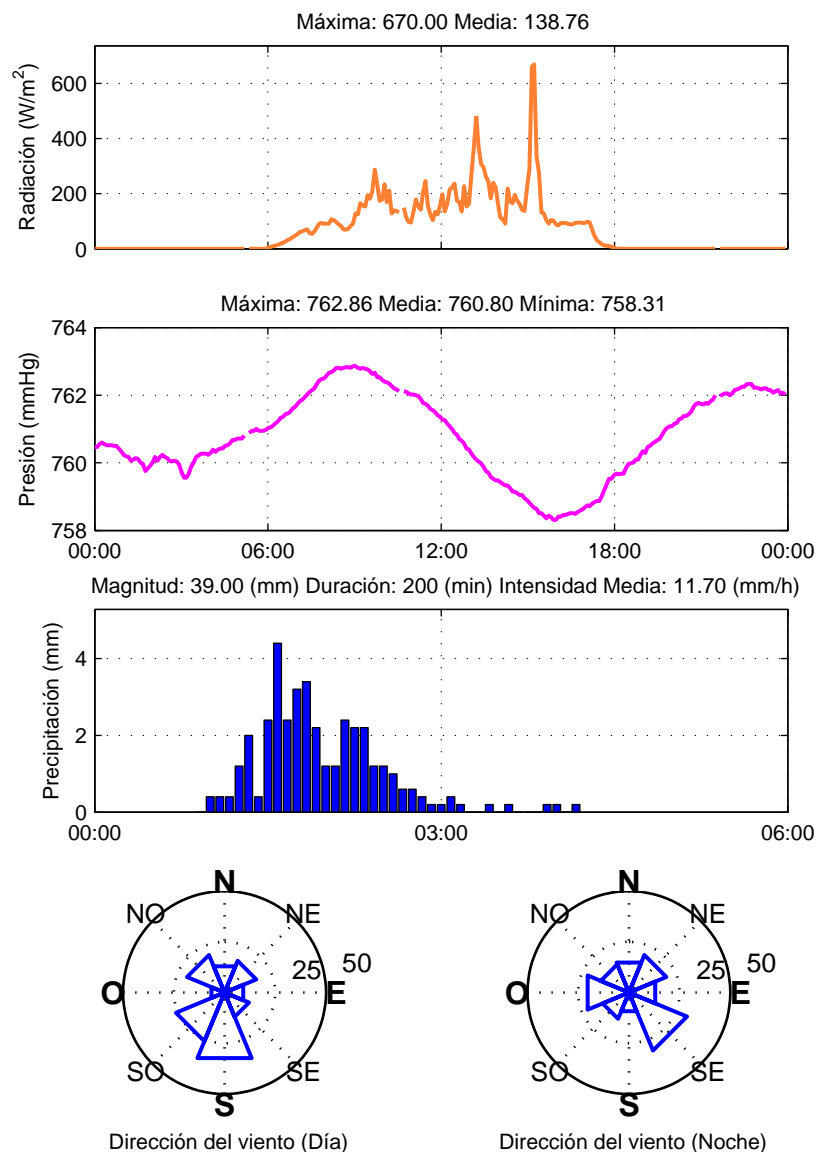 Máxima: 670.00 Media: 138.76
Radiación (W/m²)
600
400
200
0
Máxima: 762.86 Media: 760.80 Mínima: 758.31
Presión (mmHg)
764
762
760
758
00:00 06:00 12:00 18:00 00:00
Magnitud: 39.00 (mm) Duración: 200 (min) Intensidad Media: 11.70 (mm/h)
Precipitación (mm)
4
2
0
00:00 03:00 06:00
N
NO NE
25 50
O E
SO SE
S
Dirección del viento (Día)
N
NO NE
25 50
O E
SO SE
S
Dirección del viento (Noche)